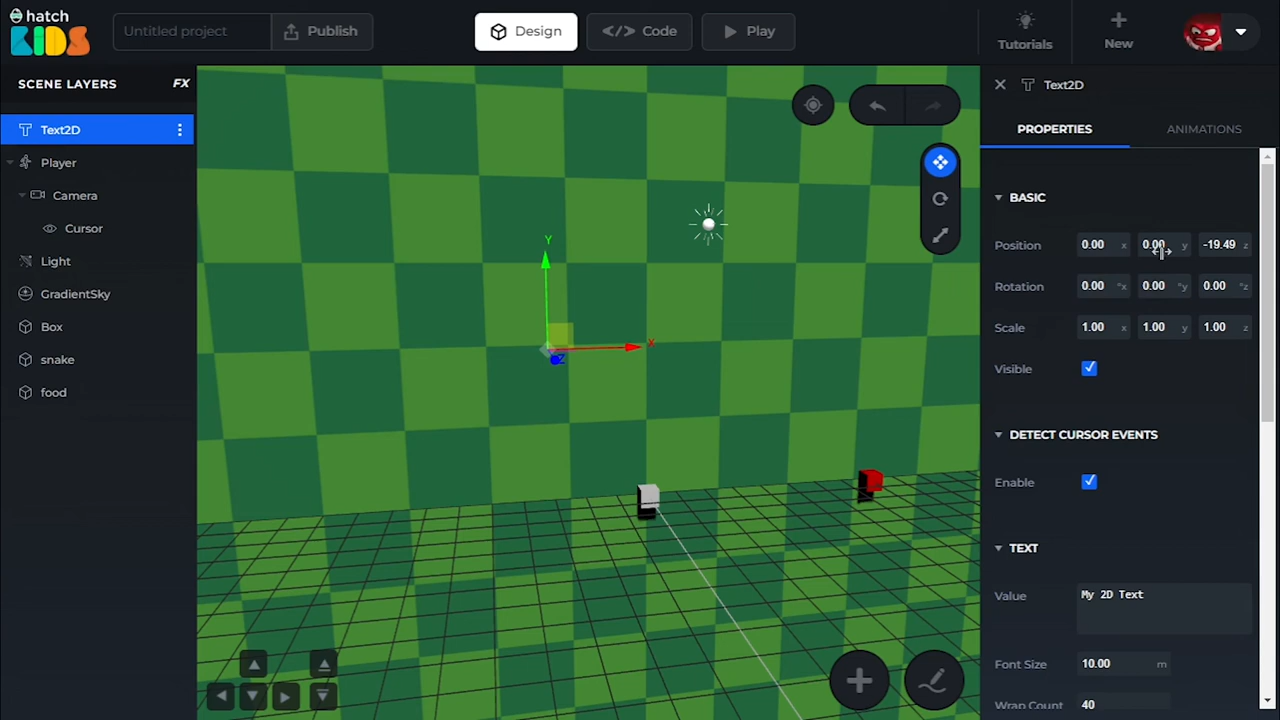 hatch
KIDS
Untitled project
Publish
Design
</> Code
Play
Tutorials
New
SCENE LAYERS
FX
Text2D
Player
Camera
Cursor
Light
GradientSky
Box
snake
food
Y
X
Z
Text2D
PROPERTIES
ANIMATIONS
BASIC
Position 0.00 x 0.00 y -19.49 z
Rotation 0.00 °x 0.00 °y 0.00 °z
Scale 1.00 x 1.00 y 1.00 z
Visible
DETECT CURSOR EVENTS
Enable
TEXT
Value My 2D Text
Font Size 10.00 m
Wrap Count 40